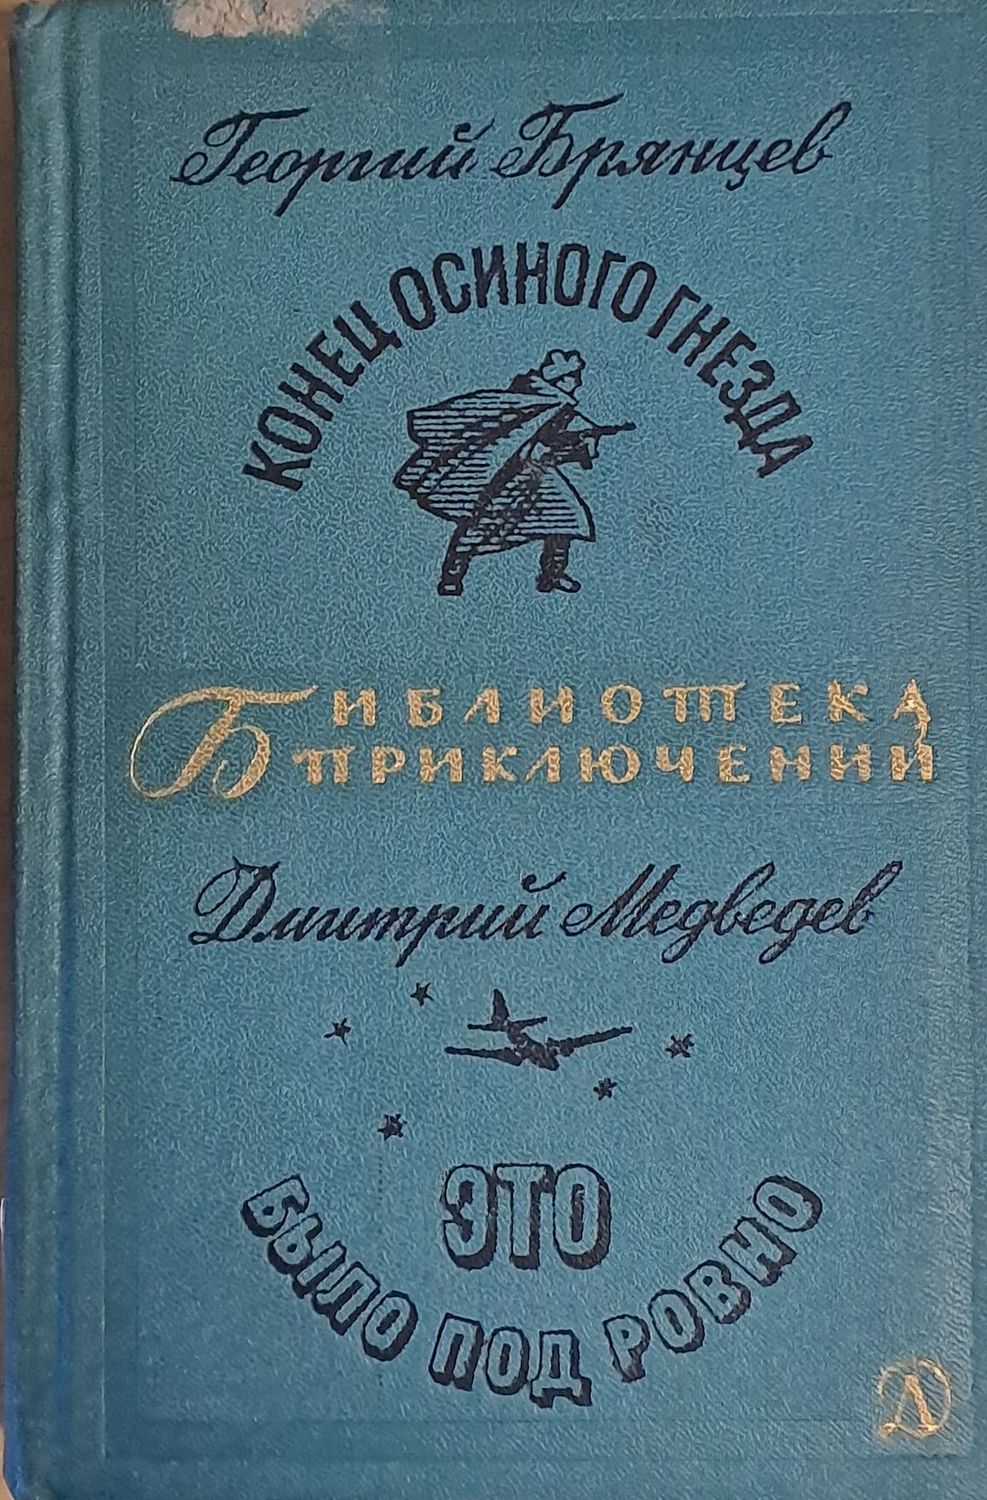 Георгий Брянцев
КОНЕЦ ОСИНОГО ГНЕЗДА
БИБЛИОТЕКА
ПРИКЛЮЧЕНИЙ
Дмитрий Медведев
ЭТО
БЫЛО ПОД РОВНО
Д